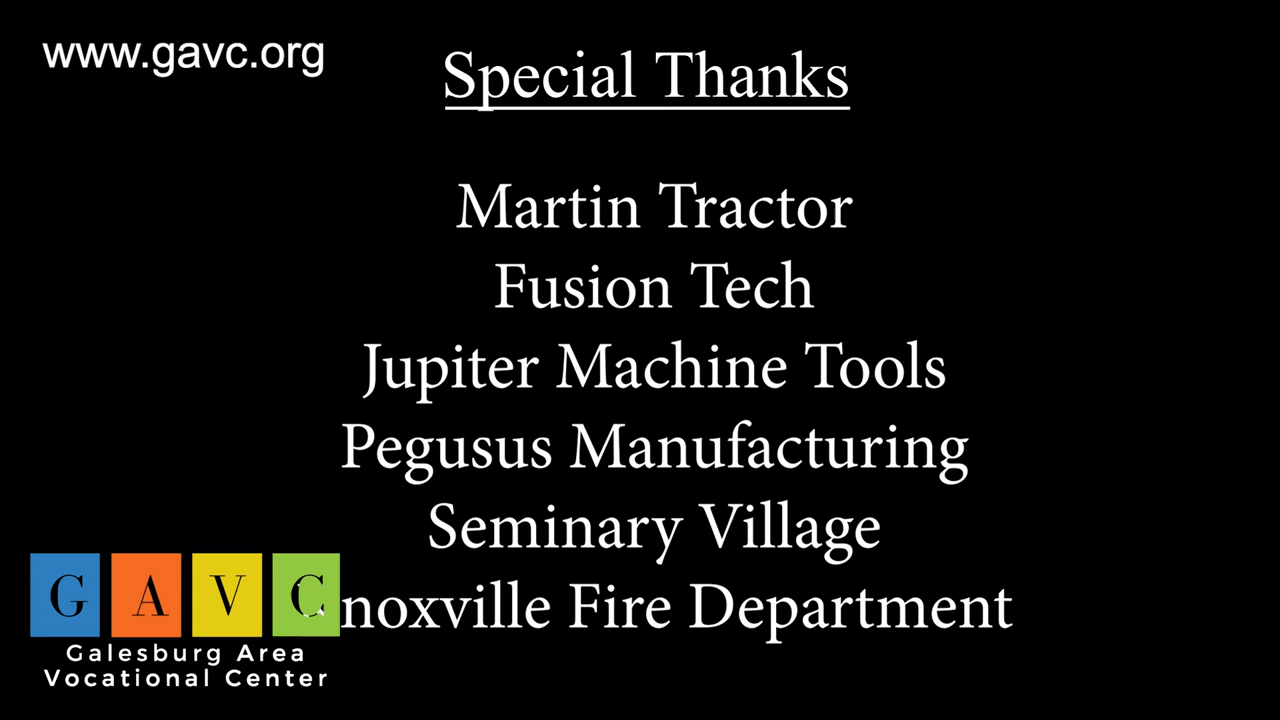 www.gavc.org
Special Thanks
Martin Tractor
Fusion Tech
Jupiter Machine Tools
Pegusus Manufacturing
Seminary Village
noxville Fire Department
G A V C
Galesburg Area
Vocational Center